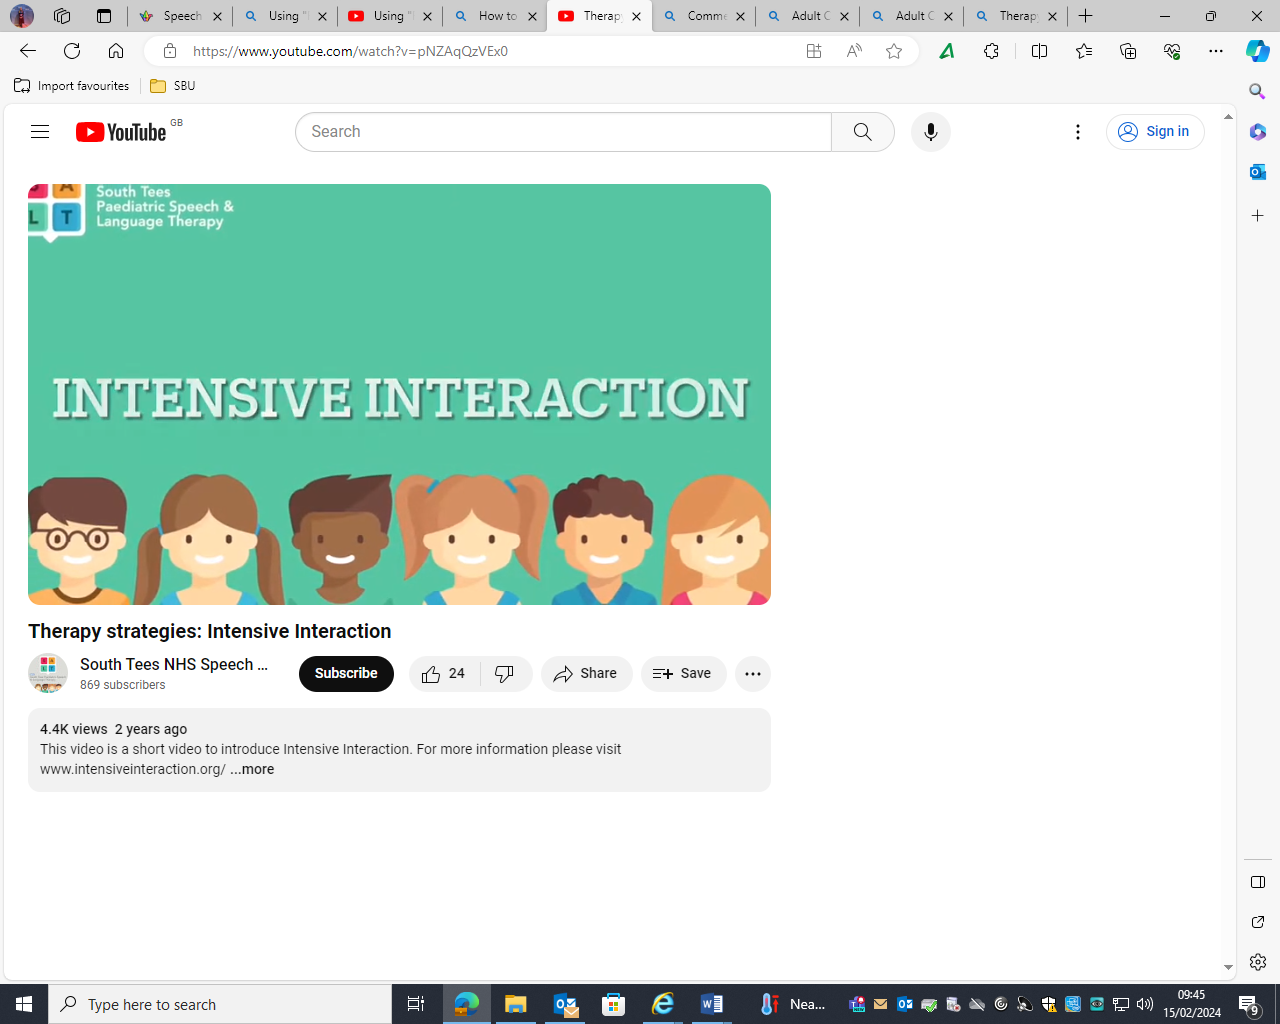 Speech
Using "
Using "
How to
Therapy
Comme
Adult C
Adult C
Therapy
https://www.youtube.com/watch?v=pNZAqQzVEx0
Import favourites
SBU
YouTube GB
Search
Sign in
South Tees
Paediatric Speech &
Language Therapy
L T
INTENSIVE INTERACTION
Therapy strategies: Intensive Interaction
South Tees NHS Speech ...
869 subscribers
Subscribe
24
Share
Save
4.4K views 2 years ago
This video is a short video to introduce Intensive Interaction. For more information please visit
www.intensiveinteraction.org/ ...more
Type here to search
Nea...
09:45
15/02/2024
9